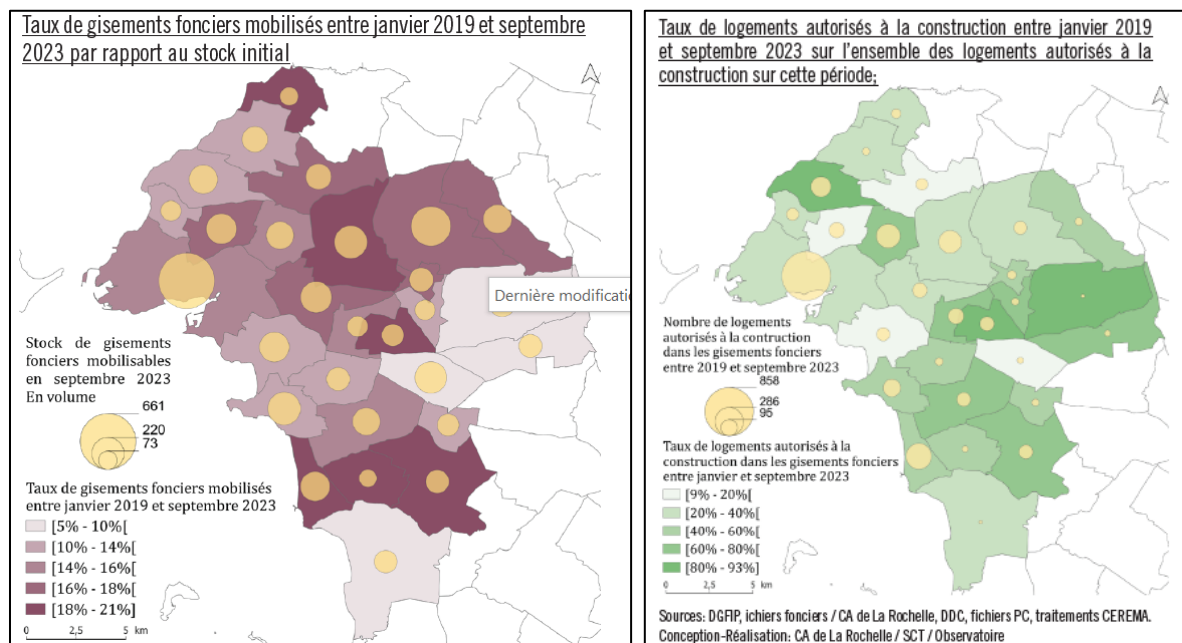 Taux de gisements fonciers mobilisés entre janvier 2019 et septembre
2023 par rapport au stock initial
Dernière modificatio
Stock de gisements
fonciers mobilisables
en septembre 2023
En volume
661
220
73
Taux de gisements fonciers mobilisés
entre janvier 2019 et septembre 2023
[5% - 10%[
[10% - 14%[
[14% - 16%[
[16% - 18%[
[18% - 21%]
0 2,5 5 km
Taux de logements autorisés à la construction entre janvier 2019
et septembre 2023 sur l'ensemble des logements autorisés à la
construction sur cette période;
Nombre de logements
autorisés à la contruction
dans les gisements fonciers
entre 2019 et septembre 2023
858
286
95
Taux de logements autorisés à la
construction dans les gisements fonciers
entre janvier et septembre 2023
[9% - 20%[
[20% - 40%[
[40% - 60%[
[60% - 80%[
[80% - 93%]
0 2,5 5 km
Sources: DGFIP, ichiers fonciers / CA de La Rochelle, DDC, fichiers PC, traitements CEREMA.
Conception-Réalisation: CA de La Rochelle / SCT / Observatoire